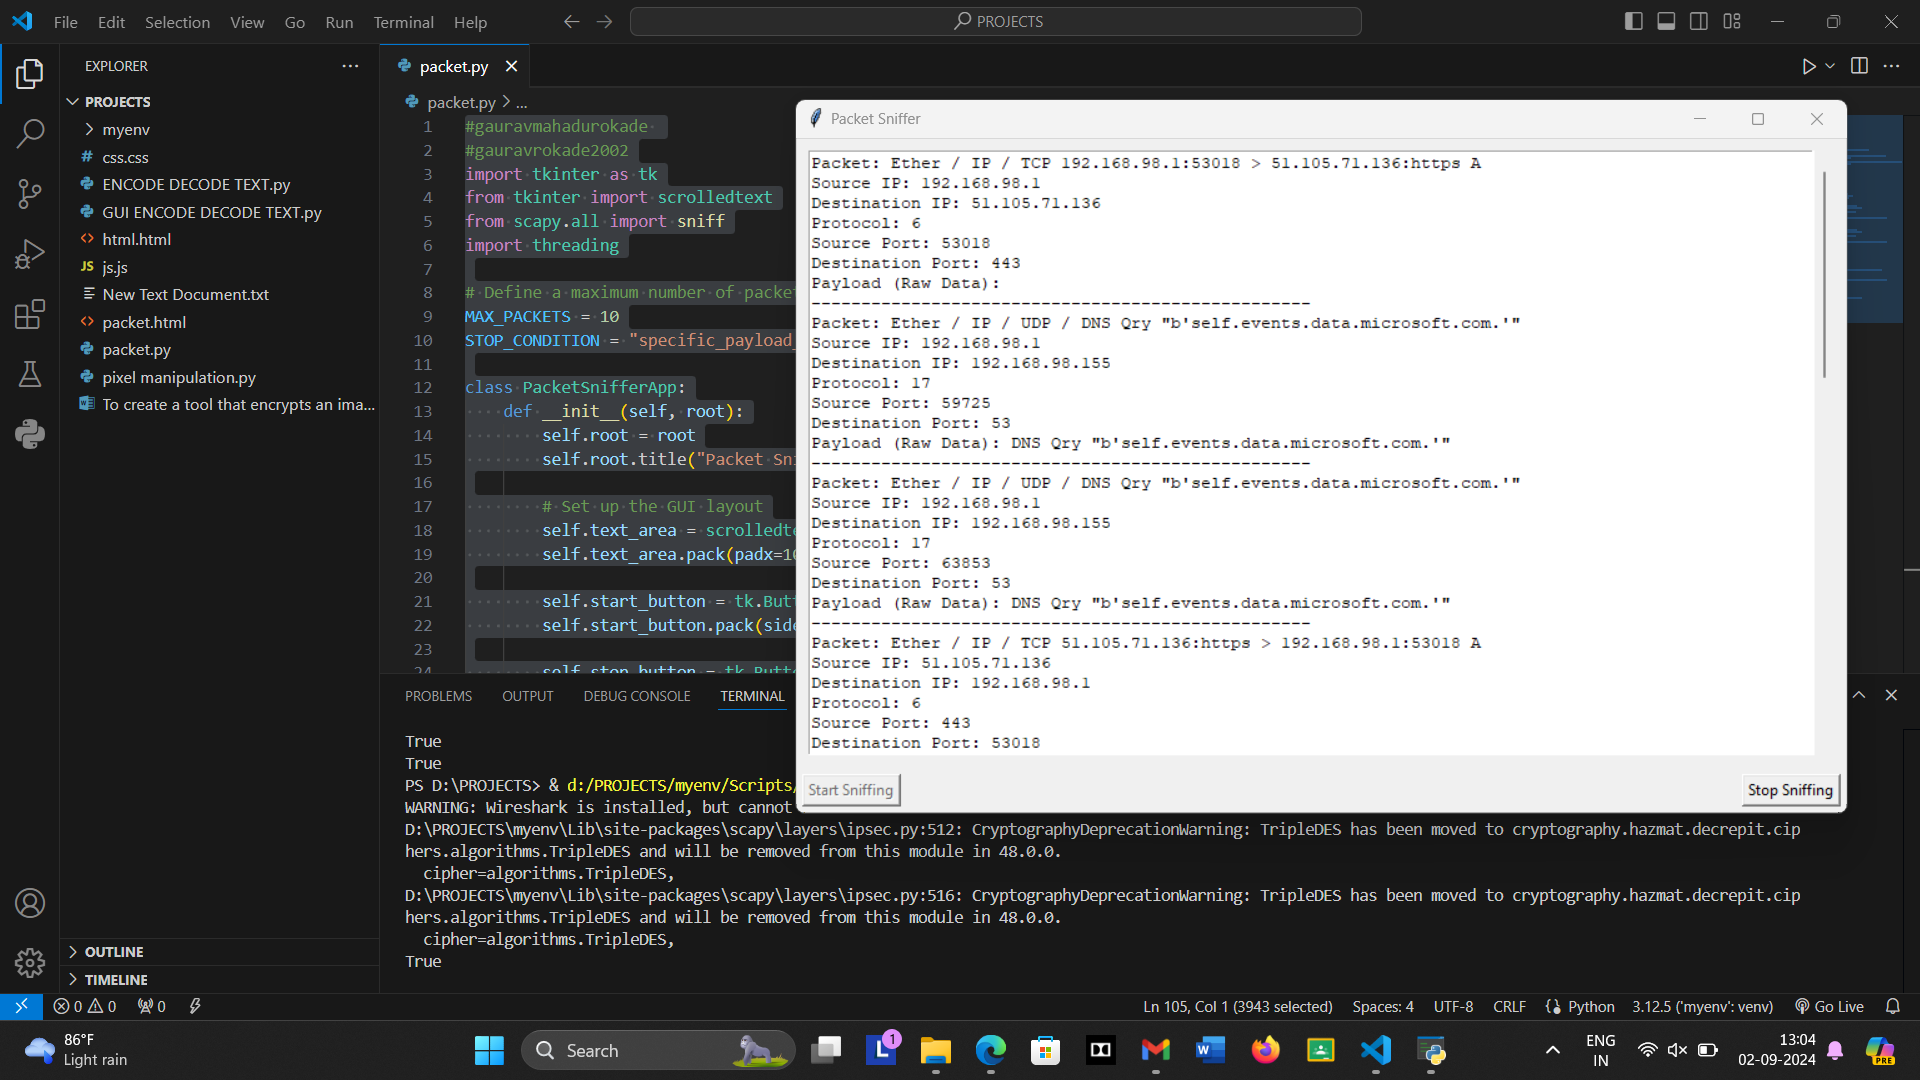 File Edit Selection View Go Run Terminal Help
PROJECTS
EXPLORER
PROJECTS
myenv
# css.css
ENCODE DECODE TEXT.py
GUI ENCODE DECODE TEXT.py
<> html.html
JS js.js
New Text Document.txt
<> packet.html
packet.py
pixel manipulation.py
To create a tool that encrypts an ima...
OUTLINE
TIMELINE
packet.py
packet.py > ...
1 #gauravmahadurokade
2 #gauravrokade2002
3 import tkinter as tk
4 from tkinter import scrolledtext
5 from scapy.all import sniff
6 import threading
7
8 # Define a maximum number of packet
9 MAX_PACKETS = 10
10 STOP_CONDITION = "specific_payload_
11
12 class PacketSnifferApp:
13 def __init__(self, root):
14 self.root = root
15 self.root.title("Packet Sni
16
17 # Set up the GUI layout
18 self.text_area = scrolledte
19 self.text_area.pack(padx=10
20
21 self.start_button = tk.Butt
22 self.start_button.pack(side
23
24 self.stop_button = tk.Butto
Packet Sniffer
Packet: Ether / IP / TCP 192.168.98.1:53018 > 51.105.71.136:https A
Source IP: 192.168.98.1
Destination IP: 51.105.71.136
Protocol: 6
Source Port: 53018
Destination Port: 443
Payload (Raw Data):
--------------------------------------------------
Packet: Ether / IP / UDP / DNS Qry "b'self.events.data.microsoft.com.'"
Source IP: 192.168.98.1
Destination IP: 192.168.98.155
Protocol: 17
Source Port: 59725
Destination Port: 53
Payload (Raw Data): DNS Qry "b'self.events.data.microsoft.com.'"
--------------------------------------------------
Packet: Ether / IP / UDP / DNS Qry "b'self.events.data.microsoft.com.'"
Source IP: 192.168.98.1
Destination IP: 192.168.98.155
Protocol: 17
Source Port: 63853
Destination Port: 53
Payload (Raw Data): DNS Qry "b'self.events.data.microsoft.com.'"
--------------------------------------------------
Packet: Ether / IP / TCP 51.105.71.136:https > 192.168.98.1:53018 A
Source IP: 51.105.71.136
Destination IP: 192.168.98.1
Protocol: 6
Source Port: 443
Destination Port: 53018
Start Sniffing Stop Sniffing
PROBLEMS OUTPUT DEBUG CONSOLE TERMINAL
True
True
PS D:\PROJECTS> & d:/PROJECTS/myenv/Scripts/
WARNING: Wireshark is installed, but cannot
D:\PROJECTS\myenv\Lib\site-packages\scapy\layers\ipsec.py:512: CryptographyDeprecationWarning: TripleDES has been moved to cryptography.hazmat.decrepit.cip
hers.algorithms.TripleDES and will be removed from this module in 48.0.0.
cipher=algorithms.TripleDES,
D:\PROJECTS\myenv\Lib\site-packages\scapy\layers\ipsec.py:516: CryptographyDeprecationWarning: TripleDES has been moved to cryptography.hazmat.decrepit.cip
hers.algorithms.TripleDES and will be removed from this module in 48.0.0.
cipher=algorithms.TripleDES,
True
0 0 0 Ln 105, Col 1 (3943 selected) Spaces: 4 UTF-8 CRLF Python 3.12.5 ('myenv': venv) Go Live
86°F
Light rain
Search
L 1
W
PRE
ENG
IN
13:04
02-09-2024